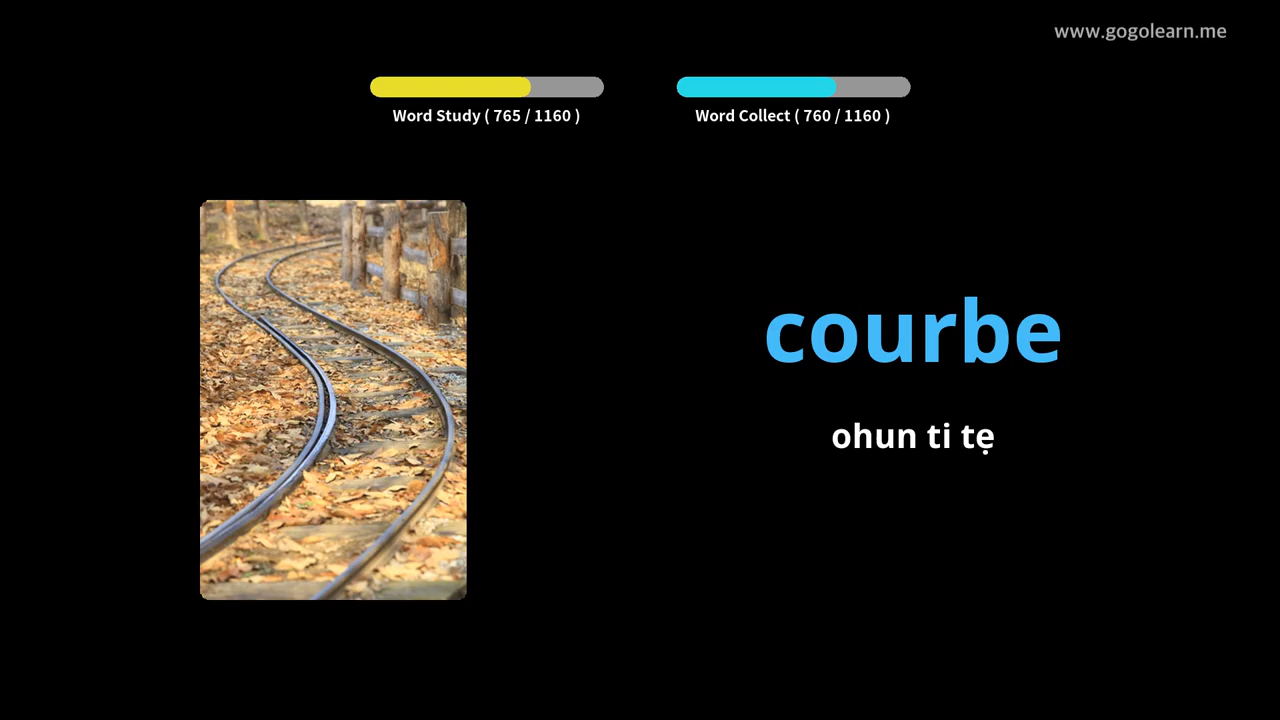 www.gogolearn.me
Word Study ( 765 / 1160 )
Word Collect ( 760 / 1160 )
courbe
ohun ti tẹ